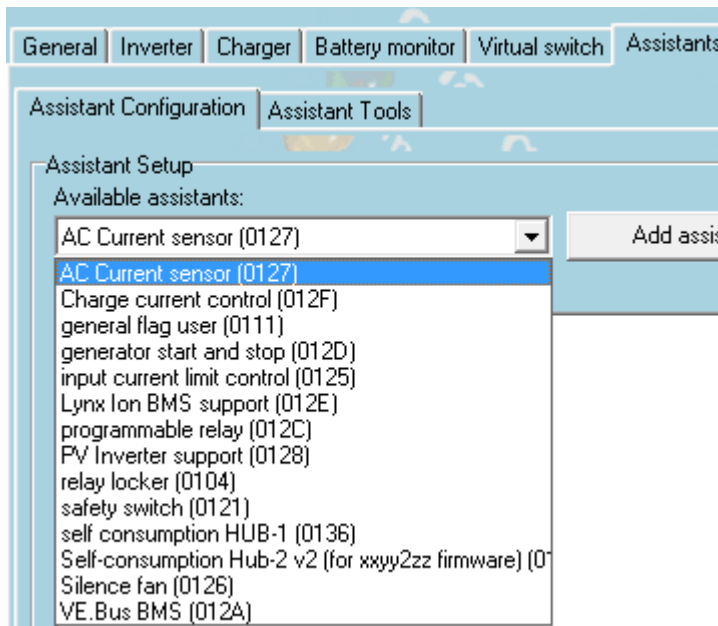 General Inverter Charger Battery monitor Virtual switch Assistants
Assistant Configuration Assistant Tools
Assistant Setup
Available assistants:
AC Current sensor (0127)
Add assis
AC Current sensor (0127)
Charge current control (012F)
general flag user (0111)
generator start and stop (012D)
input current limit control (0125)
Lynx Ion BMS support (012E)
programmable relay (012C)
PV Inverter support (0128)
relay locker (0104)
safety switch (0121)
self consumption HUB-1 (0136)
Self-consumption Hub-2 v2 (for xxyy2zz firmware) (01
Silence fan (0126)
VE.Bus BMS (012A)